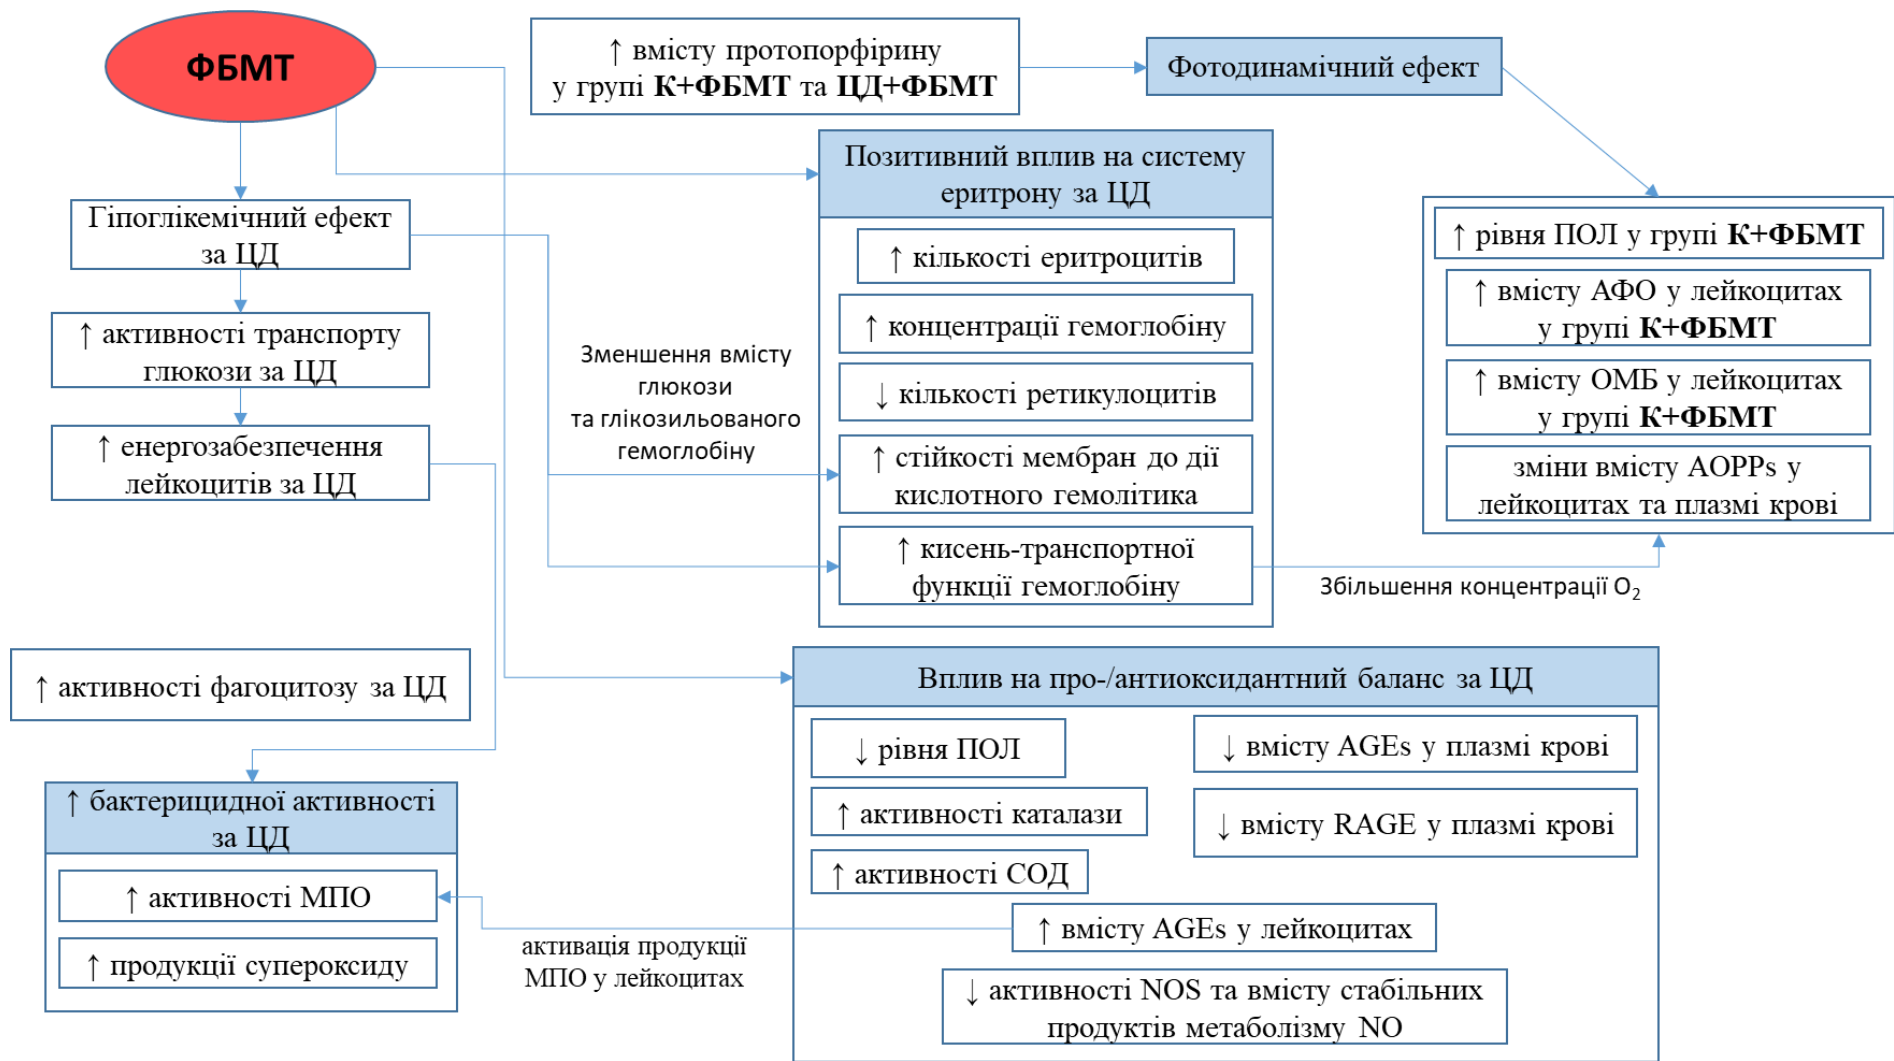 ФБМТ
↑ вмісту протопорфірину
у групі К+ФБМТ та ЦД+ФБМТ
Фотодинамічний ефект
Гіпоглікемічний ефект
за ЦД
↑ активності транспорту
глюкози за ЦД
↑ енергозабезпечення
лейкоцитів за ЦД
Зменшення вмісту
глюкози
та глікозильованого
гемоглобіну
Позитивний вплив на систему
еритрону за ЦД
↑ кількості еритроцитів
↑ концентрації гемоглобіну
↓ кількості ретикулоцитів
↑ стійкості мембран до дії
кислотного гемолітика
↑ кисень-транспортної
функції гемоглобіну
Збільшення концентрації O₂
↑ рівня ПОЛ у групі К+ФБМТ
↑ вмісту АФО у лейкоцитах
у групі К+ФБМТ
↑ вмісту ОМБ у лейкоцитах
у групі К+ФБМТ
зміни вмісту AOPPs у
лейкоцитах та плазмі крові
↑ активності фагоцитозу за ЦД
↑ бактерицидної активності
за ЦД
↑ активності МПО
↑ продукції супероксиду
активація продукції
МПО у лейкоцитах
Вплив на про-/антиоксидантний баланс за ЦД
↓ рівня ПОЛ
↑ активності каталази
↑ активності СОД
↓ вмісту AGEs у плазмі крові
↓ вмісту RAGE у плазмі крові
↑ вмісту AGEs у лейкоцитах
↓ активності NOS та вмісту стабільних
продуктів метаболізму NO